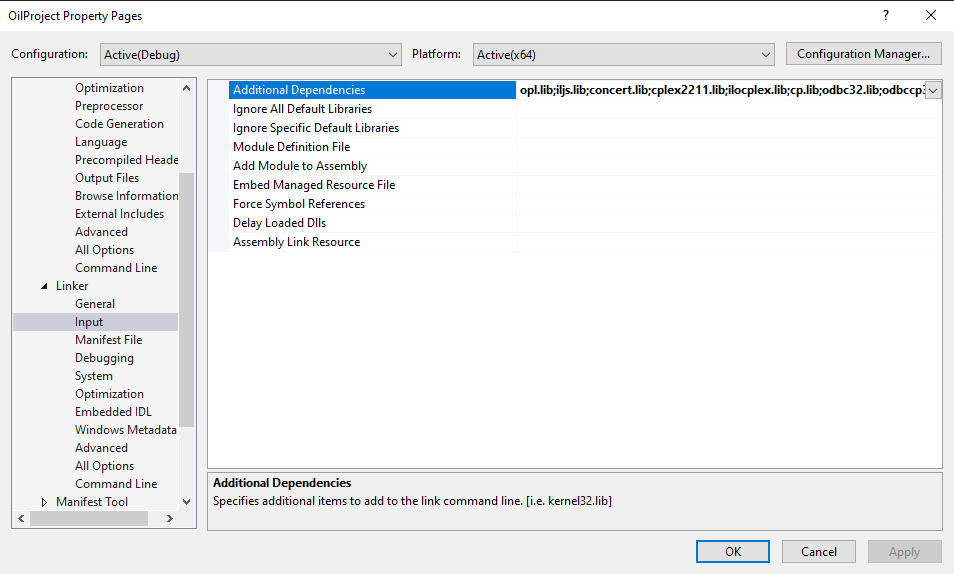 OilProject Property Pages
?
Configuration: Active(Debug) Platform: Active(x64) Configuration Manager...
Optimization
Preprocessor
Code Generation
Language
Precompiled Heade
Output Files
Browse Information
External Includes
Advanced
All Options
Command Line
Linker
General
Input
Manifest File
Debugging
System
Optimization
Embedded IDL
Windows Metadata
Advanced
All Options
Command Line
Manifest Tool
Additional Dependencies opl.lib;iljs.lib;concert.lib;cplex2211.lib;ilocplex.lib;cp.lib;odbc32.lib;odbccp3
Ignore All Default Libraries
Ignore Specific Default Libraries
Module Definition File
Add Module to Assembly
Embed Managed Resource File
Force Symbol References
Delay Loaded Dlls
Assembly Link Resource
Additional Dependencies
Specifies additional items to add to the link command line. [i.e. kernel32.lib]
OK Cancel Apply